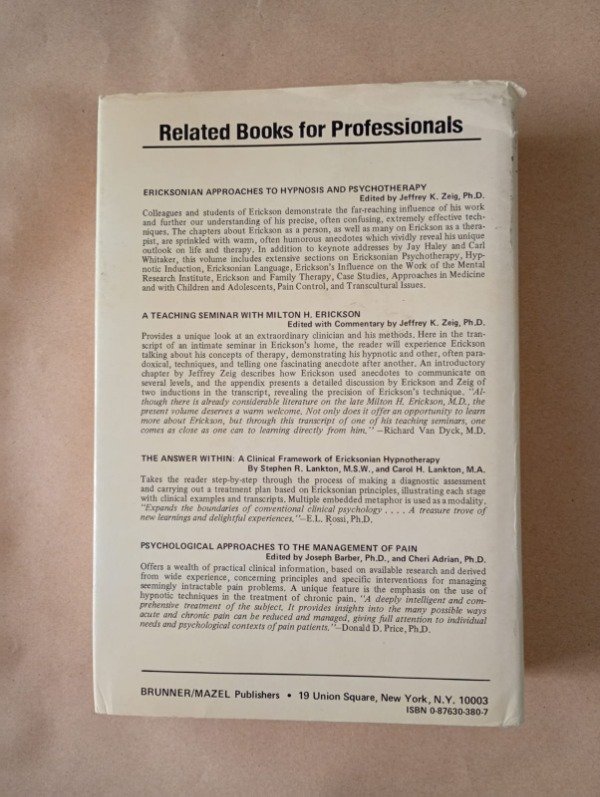 Related Books for Professionals
ERICKSONIAN APPROACHES TO HYPNOSIS AND PSYCHOTHERAPY
Edited by Jeffrey K. Zeig, Ph.D.
Colleagues and students of Erickson demonstrate the far-reaching influence of his work
and further our understanding of his precise, often confusing, extremely effective tech-
niques. The chapters about Erickson as a person, as well as many on Erickson as a thera-
pist, are sprinkled with warm, often humorous anecdotes which vividly reveal his unique
outlook on life and therapy. In addition to keynote addresses by Jay Haley and Carl
Whitaker, this volume includes extensive sections on Ericksonian Psychotherapy, Hyp-
notic Induction, Ericksonian Language, Erickson's Influence on the Work of the Mental
Research Institute, Erickson and Family Therapy, Case Studies, Approaches in Medicine
and with Children and Adolescents, Pain Control, and Transcultural Issues.
A TEACHING SEMINAR WITH MILTON H. ERICKSON
Edited with Commentary by Jeffrey K. Zeig, Ph.D.
Provides a unique look at an extraordinary clinician and his methods. Here in the tran-
script of an intimate seminar in Erickson's home, the reader will experience Erickson
talking about his concepts of therapy, demonstrating his hypnotic and other, often para-
doxical, techniques, and telling one fascinating anecdote after another. An introductory
chapter by Jeffrey Zeig describes how Erickson used anecdotes to communicate on
several levels, and the appendix presents a detailed discussion by Erickson and Zeig of
two inductions in the transcript, revealing the precision of Erickson's technique. "Al-
though there is already considerable literature on the late Milton H. Erickson, M.D., the
present volume deserves a warm welcome. Not only does it offer an opportunity to learn
more about Erickson, but through this transcript of one of his teaching seminars, one
comes as close as one can to learning directly from him."—Richard Van Dyck, M.D.
THE ANSWER WITHIN: A Clinical Framework of Ericksonian Hypnotherapy
By Stephen R. Lankton, M.S.W., and Carol H. Lankton, M.A.
Takes the reader step-by-step through the process of making a diagnostic assessment
and carrying out a treatment plan based on Ericksonian principles, illustrating each stage
with clinical examples and transcripts. Multiple embedded metaphor is used as a modality.
"Expands the boundaries of conventional clinical psychology . . . . A treasure trove of
new learnings and delightful experiences."—E.L. Rossi, Ph.D.
PSYCHOLOGICAL APPROACHES TO THE MANAGEMENT OF PAIN
Edited by Joseph Barber, Ph.D., and Cheri Adrian, Ph.D.
Offers a wealth of practical clinical information, based on available research and derived
from wide experience, concerning principles and specific interventions for managing
seemingly intractable pain problems. A unique feature is the emphasis on the use of
hypnotic techniques in the treatment of chronic pain. "A deeply intelligent and com-
prehensive treatment of the subject. It provides insights into the many possible ways
acute and chronic pain can be reduced and managed, giving full attention to individual
needs and psychological contexts of pain patients."—Donald D. Price, Ph.D.
BRUNNER/MAZEL Publishers • 19 Union Square, New York, N.Y. 10003
ISBN 0-87630-380-7